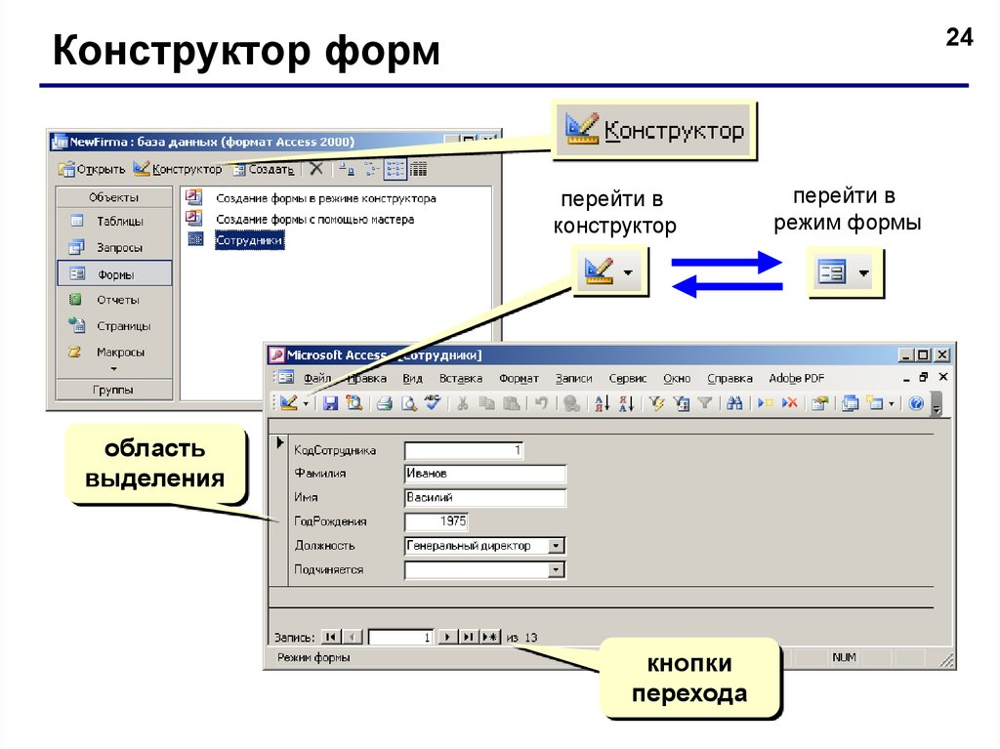 Конструктор форм
24
Конструктор
NewFirma : база данных (формат Access 2000)
Открыть Конструктор Создать
Объекты
Таблицы
Запросы
Формы
Отчеты
Страницы
Макросы
Группы
Создание формы в режиме конструктора
Создание формы с помощью мастера
Сотрудники
перейти в
конструктор
перейти в
режим формы
Microsoft Access - [Сотрудники]
Файл Правка Вид Вставка Формат Записи Сервис Окно Справка Adobe PDF
область
выделения
КодСотрудника 1
Фамилия Иванов
Имя Василий
ГодРождения 1975
Должность Генеральный директор
Подчиняется
Запись: 1 из 13
Режим формы NUM
кнопки
перехода